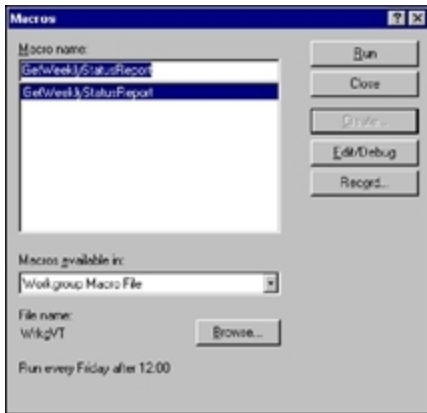 Macros
Macro name:
GetWeeklyStatusReport
GetWeeklyStatusReport
Run
Close
Create...
Edit/Debug
Record...
Macros available in:
Workgroup Macro File
File name:
WrkgVT
Browse...
Run every Friday after 12:00